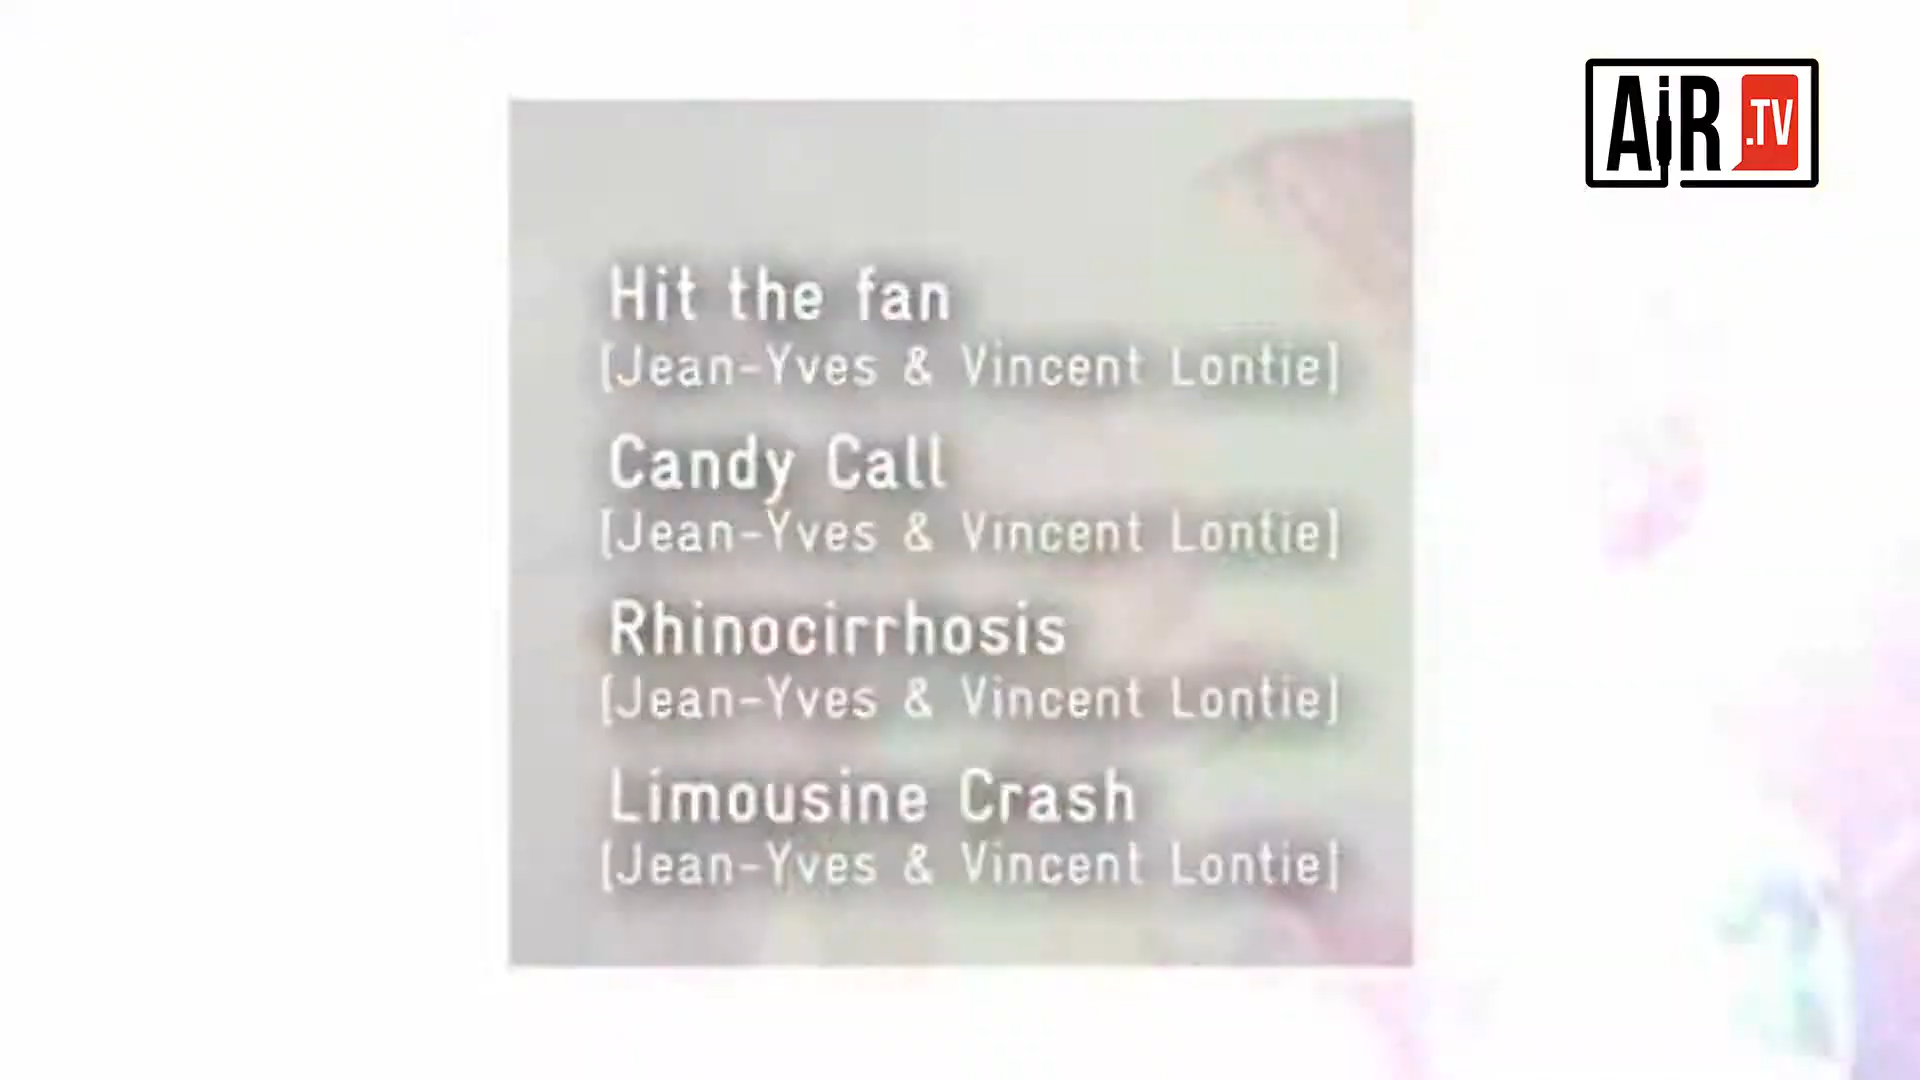 AiR.TV
Hit the fan
(Jean-Yves & Vincent Lontie)
Candy Call
(Jean-Yves & Vincent Lontie)
Rhinocirrhosis
(Jean-Yves & Vincent Lontie)
Limousine Crash
(Jean-Yves & Vincent Lontie)